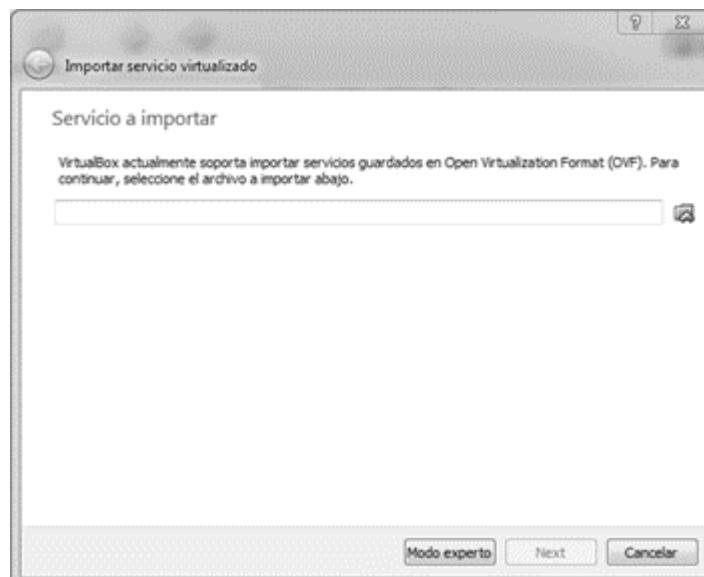 Importar servicio virtualizado
Servicio a importar
VirtualBox actualmente soporta importar servicios guardados en Open Virtualization Format (OVF). Para
continuar, seleccione el archivo a importar abajo.
Modo experto Next Cancelar